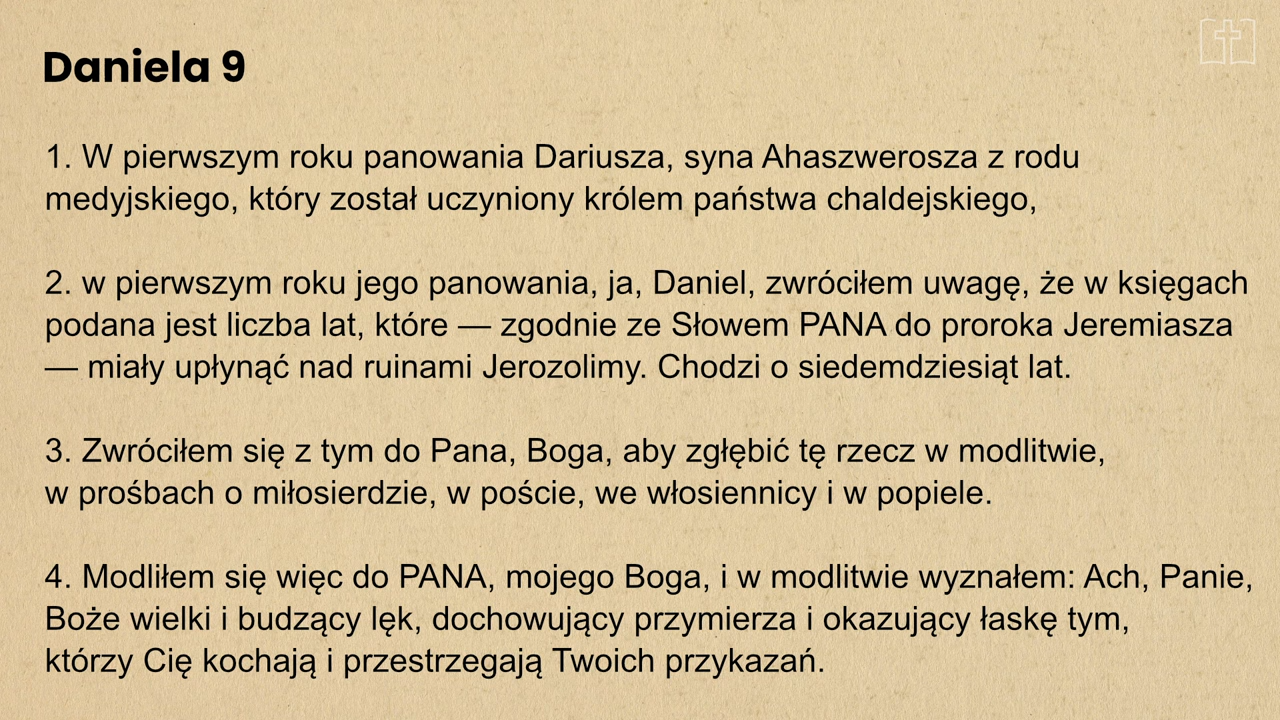 Daniela 9
1. W pierwszym roku panowania Dariusza, syna Ahaszwerosza z rodu
medyjskiego, który został uczyniony królem państwa chaldejskiego,
2. w pierwszym roku jego panowania, ja, Daniel, zwróciłem uwagę, że w księgach
podana jest liczba lat, które — zgodnie ze Słowem PANA do proroka Jeremiasza
— miały upłynąć nad ruinami Jerozolimy. Chodzi o siedemdziesiąt lat.
3. Zwróciłem się z tym do Pana, Boga, aby zgłębić tę rzecz w modlitwie,
w prośbach o miłosierdzie, w poście, we włosiennicy i w popiele.
4. Modliłem się więc do PANA, mojego Boga, i w modlitwie wyznałem: Ach, Panie,
Boże wielki i budzący lęk, dochowujący przymierza i okazujący łaskę tym,
którzy Cię kochają i przestrzegają Twoich przykazań.